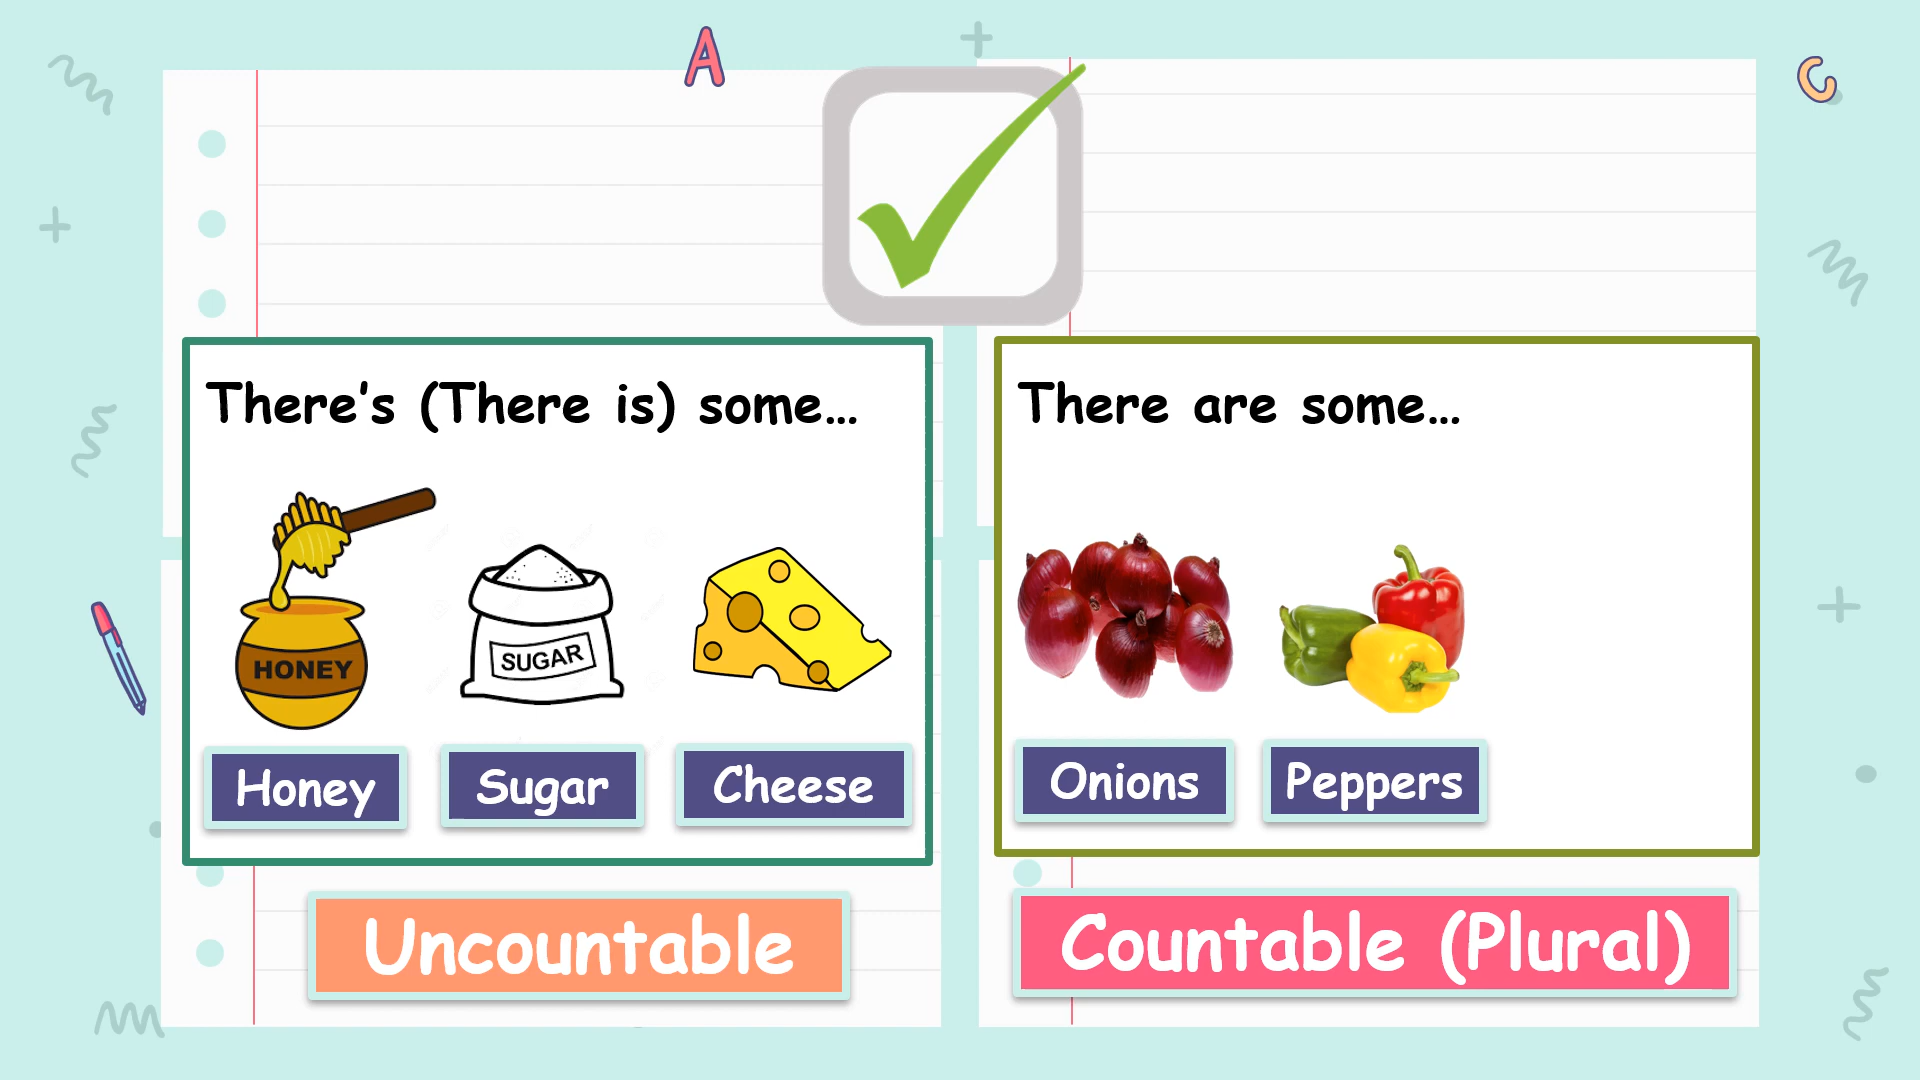 A
C
There's (There is) some...
HONEY
SUGAR
Honey
Sugar
Cheese
Uncountable
There are some...
Onions
Peppers
Countable (Plural)